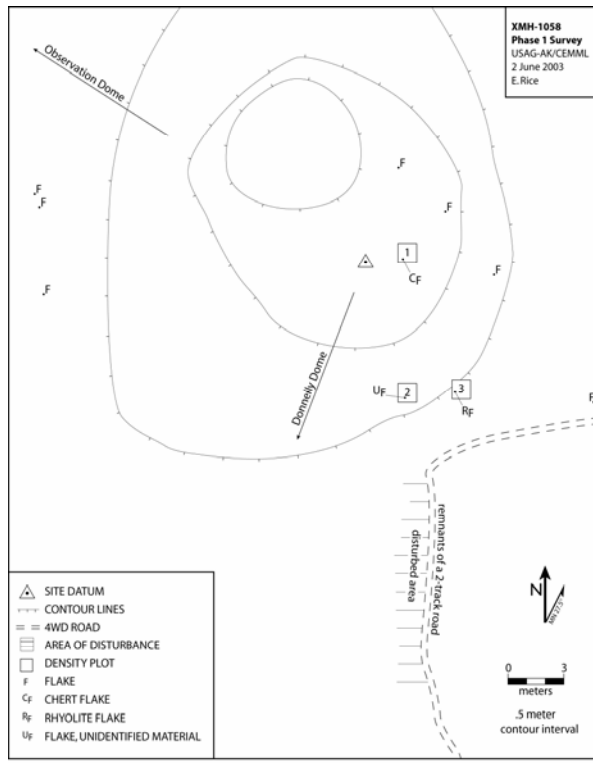 XMH-1058
Phase 1 Survey
USAG-AK/CEMML
2 June 2003
E. Rice
Observation Dome
F
F
F
F
F
F
1
CF
Donnelly Dome
UF
2
3
RF
F
remnants of a 2-track road
disturbed area
SITE DATUM
CONTOUR LINES
4WD ROAD
AREA OF DISTURBANCE
DENSITY PLOT
F FLAKE
CF CHERT FLAKE
RF RHYOLITE FLAKE
UF FLAKE, UNIDENTIFIED MATERIAL
N
MN 27.5°
0 3
meters
.5 meter
contour interval